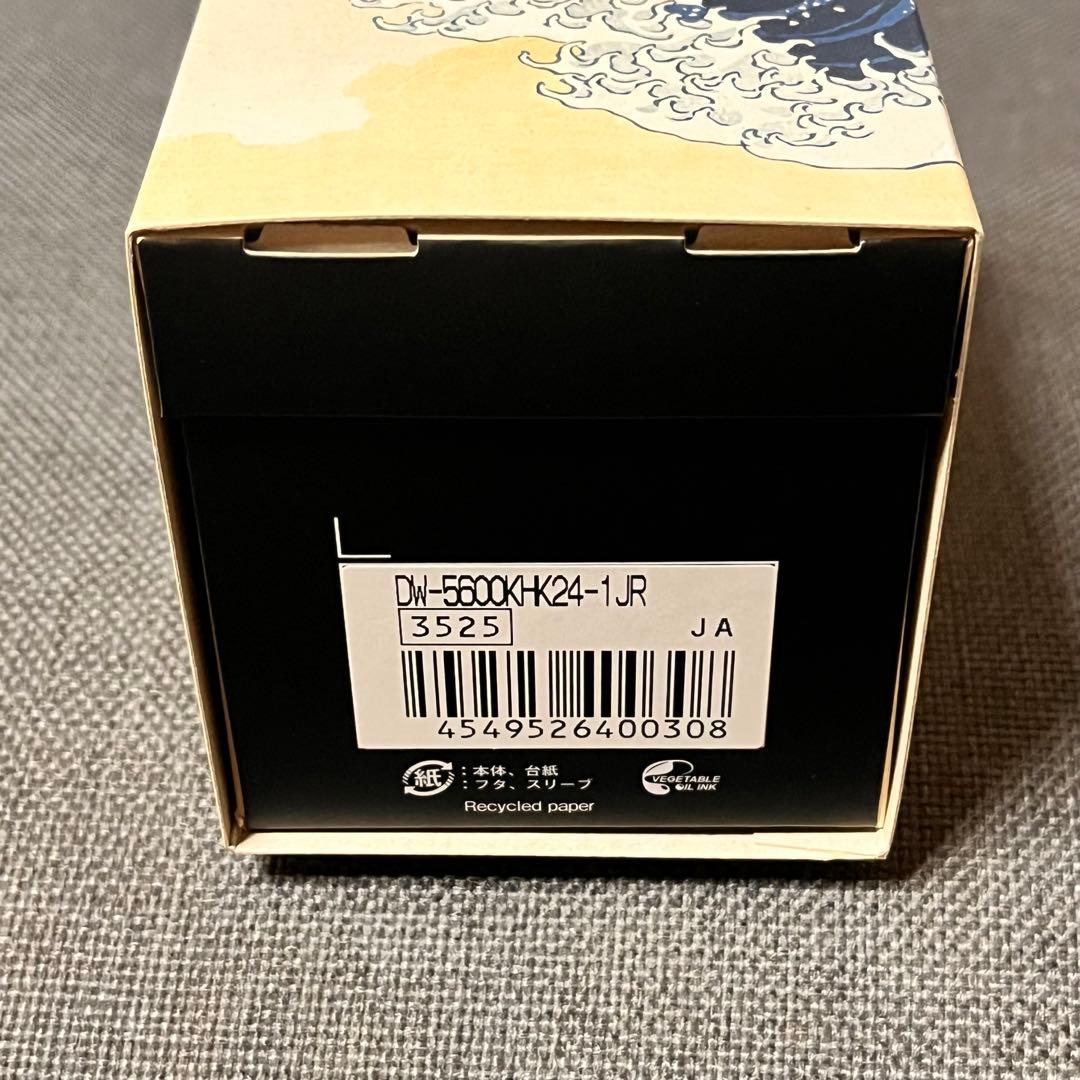 DW-5600KHK24-1JR
3525
JA
4549526400308
紙 :本体、台紙
:フタ、スリーブ
VEGETABLE
OIL INK
Recycled paper